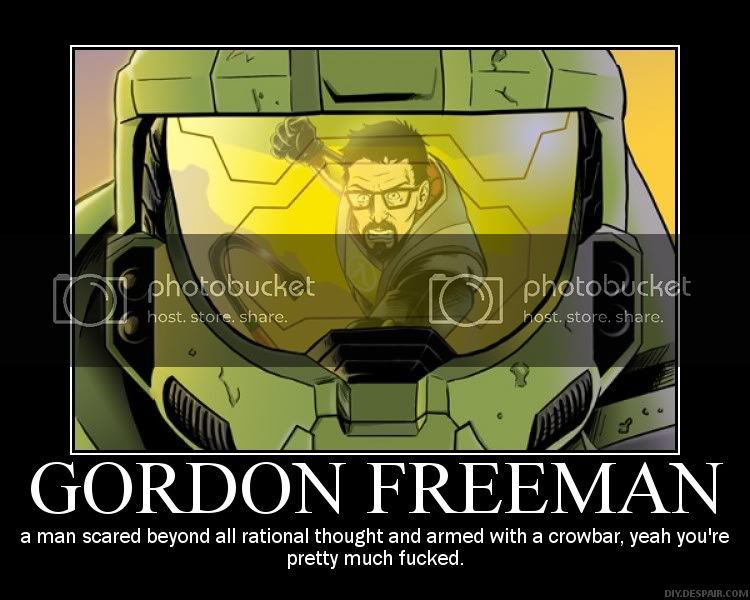 photobucket photobucket
host. store. share. host. store. share.
GORDON FREEMAN
a man scared beyond all rational thought and armed with a crowbar, yeah you're
pretty much fucked.
DIY.DESPAIR.COM